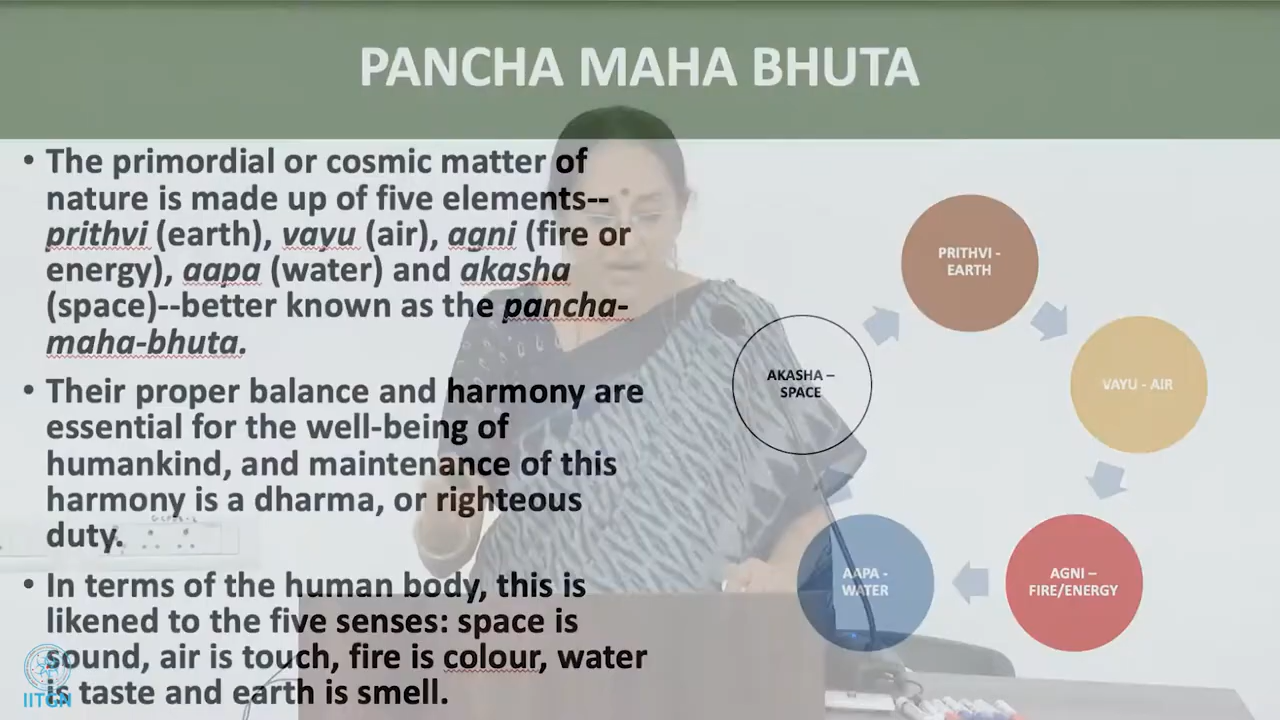 PANCHA MAHA BHUTA
• The primordial or cosmic matter of
nature is made up of five elements--
prithvi (earth), vayu (air), agni (fire or
energy), aapa (water) and akasha
(space)--better known as the pancha-
maha-bhuta.
• Their proper balance and harmony are
essential for the well-being of
humankind, and maintenance of this
harmony is a dharma, or righteous
duty.
• In terms of the human body, this is
likened to the five senses: space is
sound, air is touch, fire is colour, water
is taste and earth is smell.
PRITHVI -
EARTH
VAYU - AIR
AGNI –
FIRE/ENERGY
AAPA -
WATER
AKASHA –
SPACE
IITGN